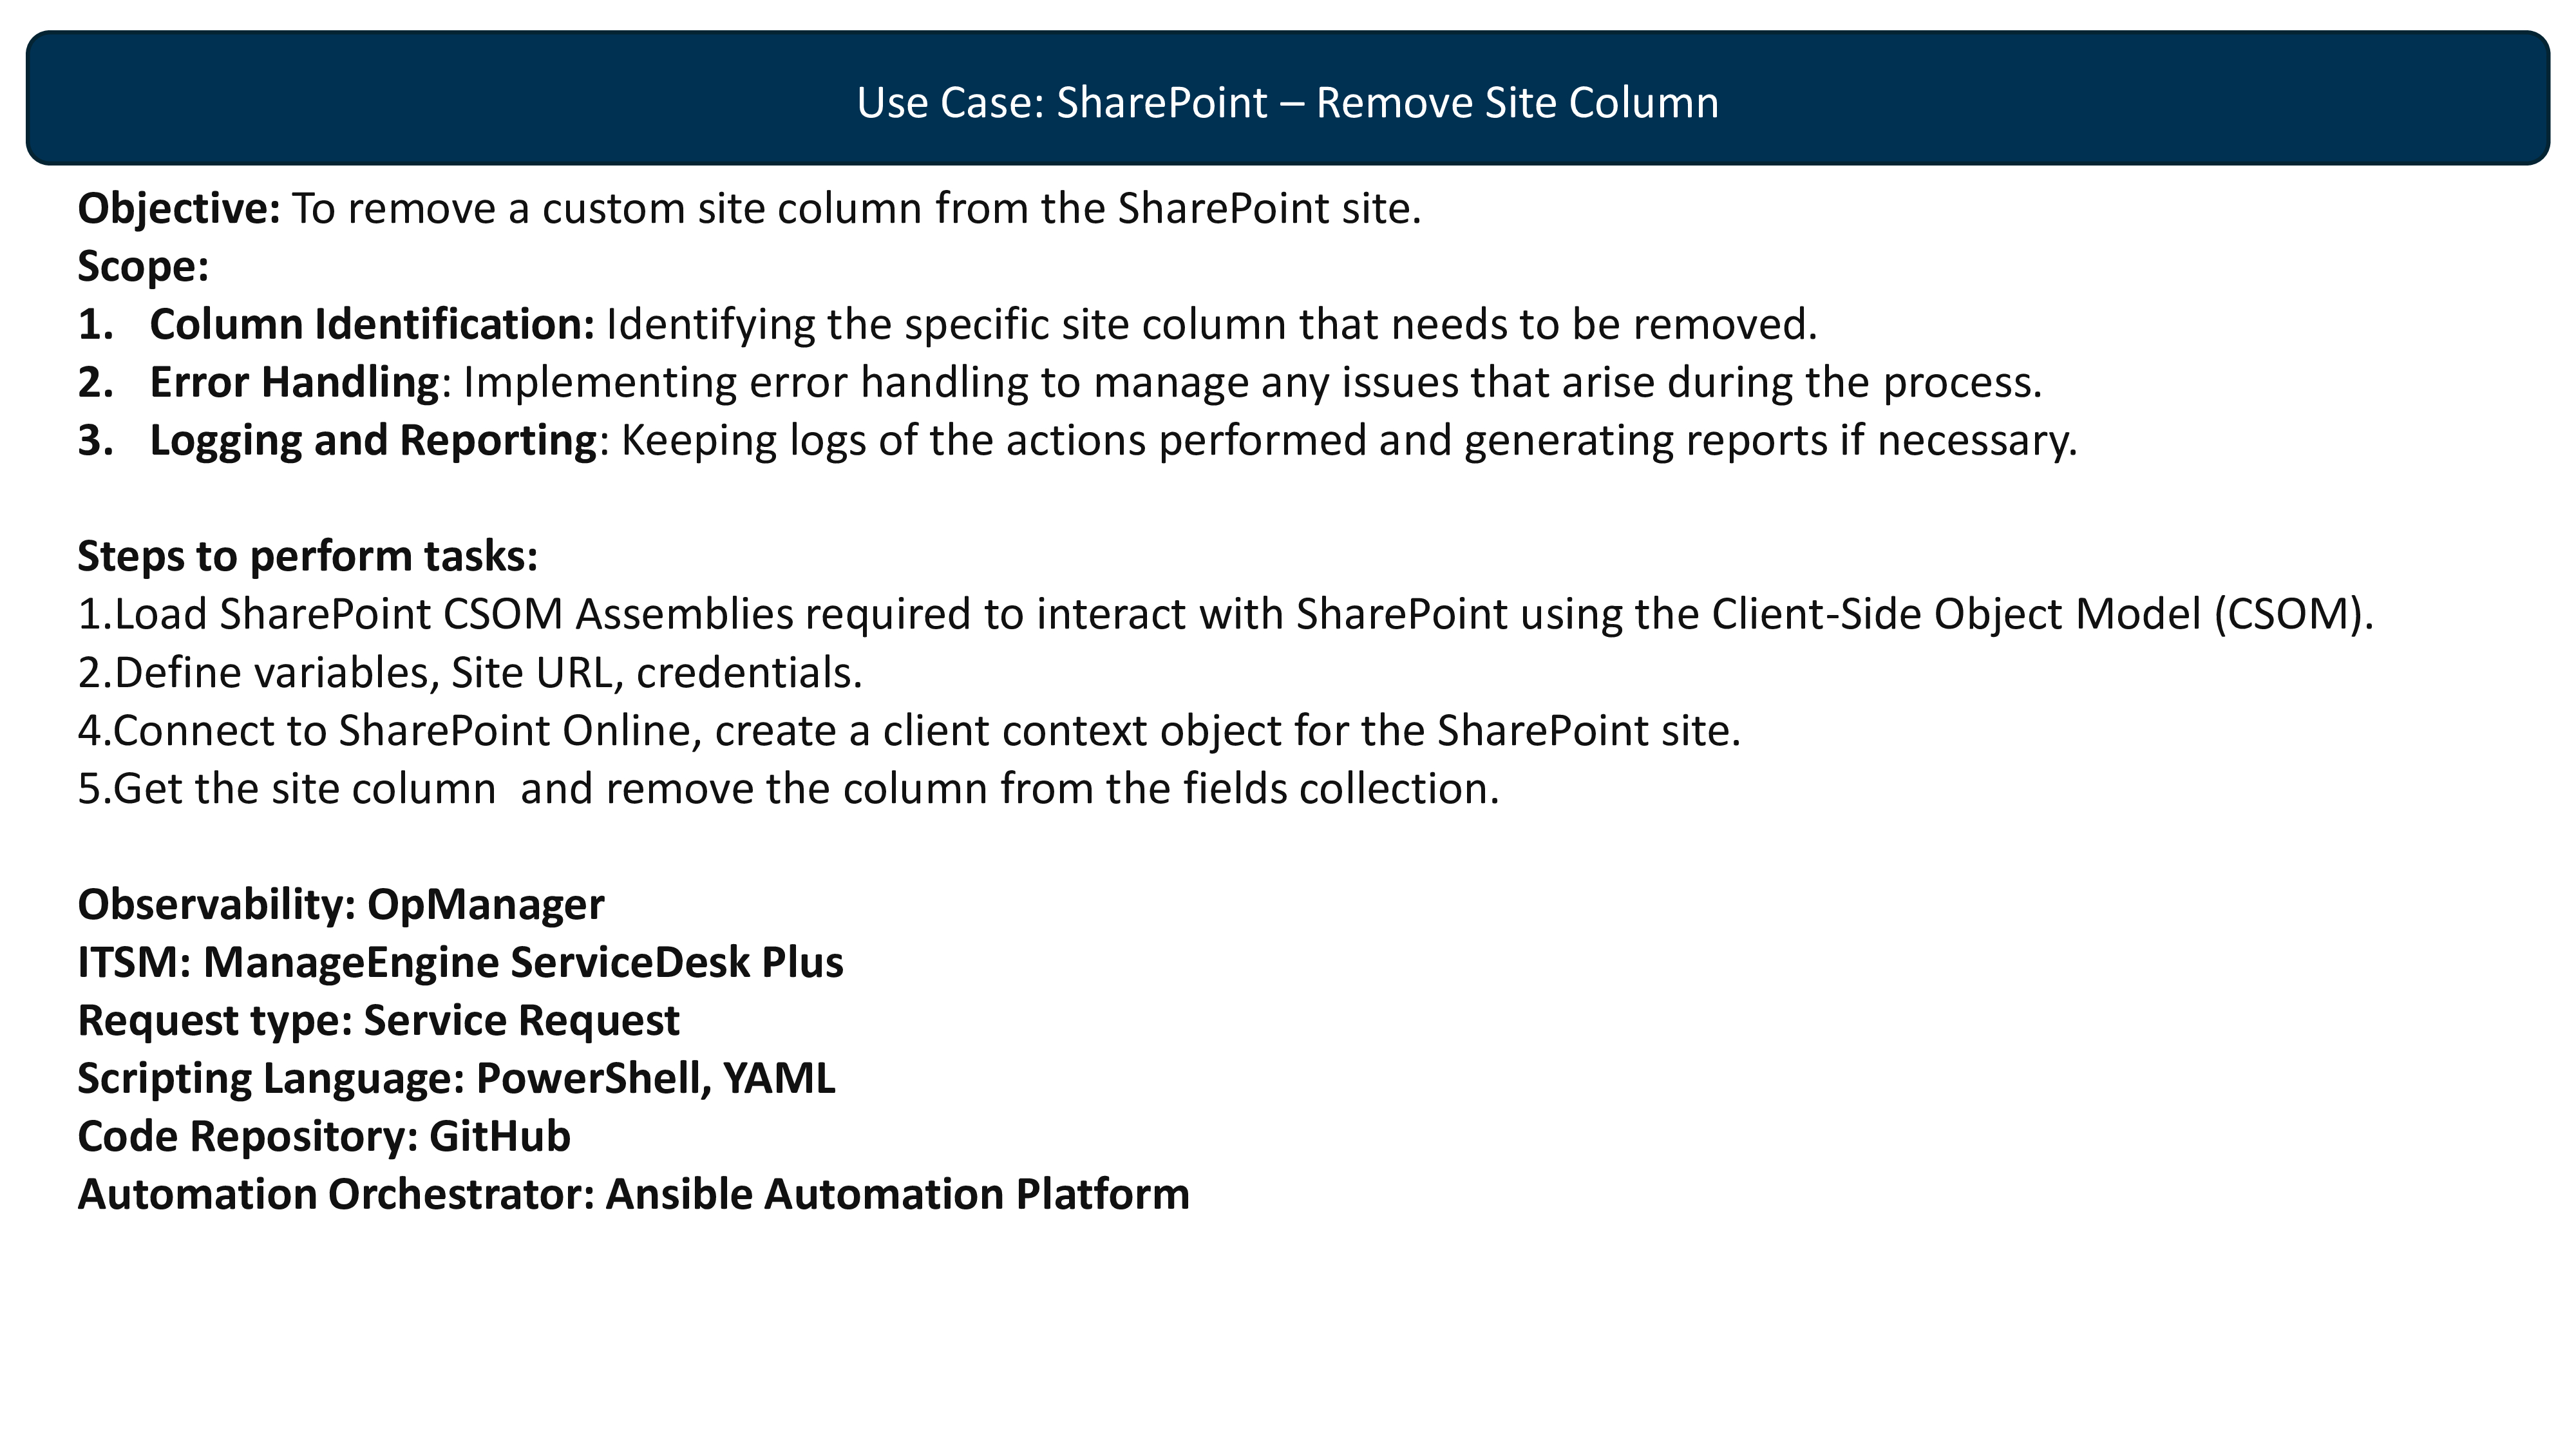 Use Case: SharePoint – Remove Site Column
Objective: To remove a custom site column from the SharePoint site.
Scope:
1. Column Identification: Identifying the specific site column that needs to be removed.
2. Error Handling: Implementing error handling to manage any issues that arise during the process.
3. Logging and Reporting: Keeping logs of the actions performed and generating reports if necessary.
Steps to perform tasks:
1.Load SharePoint CSOM Assemblies required to interact with SharePoint using the Client-Side Object Model (CSOM).
2.Define variables, Site URL, credentials.
4.Connect to SharePoint Online, create a client context object for the SharePoint site.
5.Get the site column  and remove the column from the fields collection.
Observability: OpManager
ITSM: ManageEngine ServiceDesk Plus
Request type: Service Request
Scripting Language: PowerShell, YAML
Code Repository: GitHub
Automation Orchestrator: Ansible Automation Platform